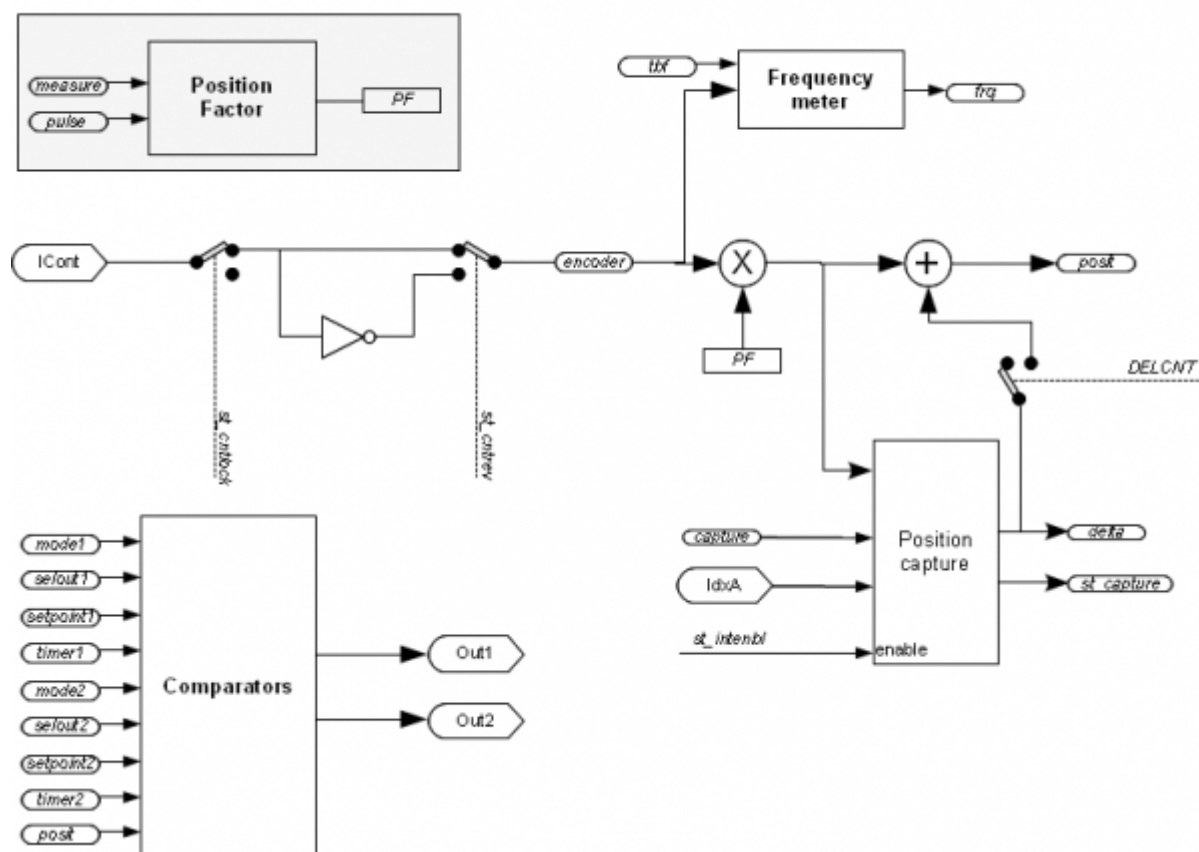 measure
pulse
Position
Factor
PF
tbf
Frequency
meter
frq
ICont
encoder
X
+
posit
PF
DELCNT
st_cntlock
st_cntrev
mode1
selout1
setpoint1
timer1
mode2
selout2
setpoint2
timer2
posit
Comparators
Out1
Out2
capture
IdxA
st_intenbl
enable
Position
capture
delta
st_capture